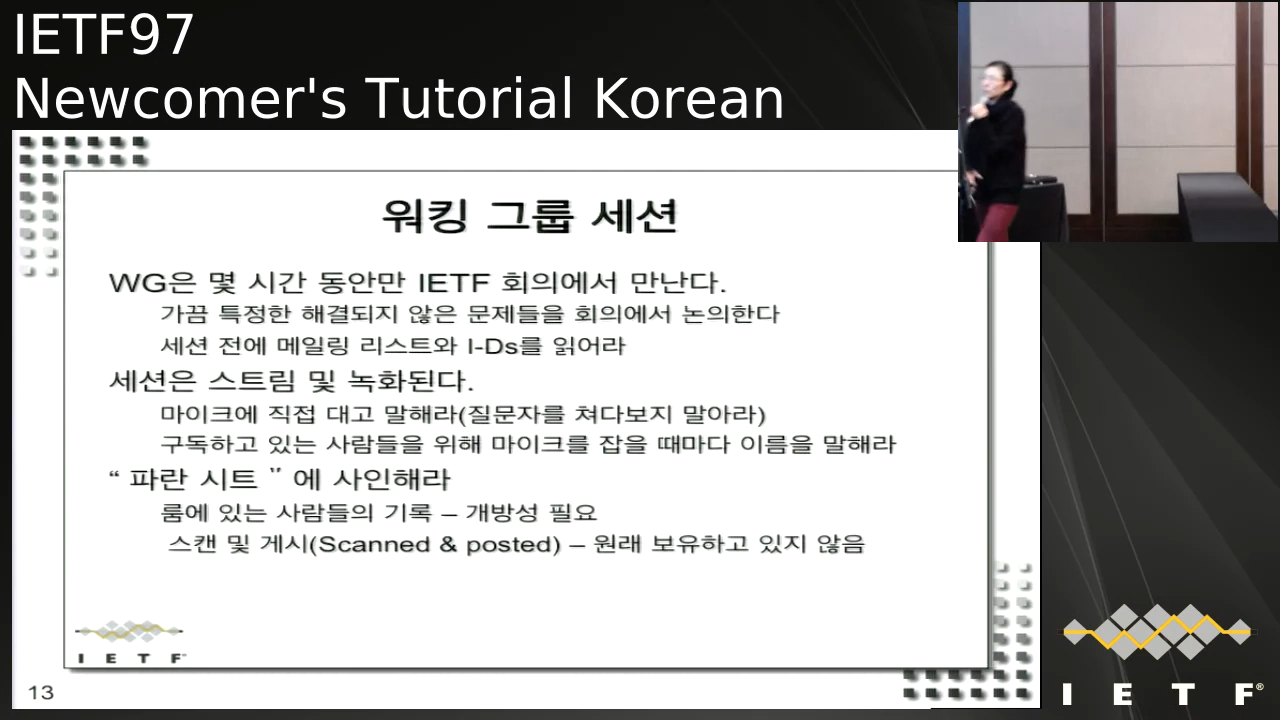 IETF97
Newcomer's Tutorial Korean
워킹 그룹 세션
WG은 몇 시간 동안만 IETF 회의에서 만난다.
가끔 특정한 해결되지 않은 문제들을 회의에서 논의한다
세션 전에 메일링 리스트와 I-Ds를 읽어라
세션은 스트림 및 녹화된다.
마이크에 직접 대고 말해라(질문자를 쳐다보지 말아라)
구독하고 있는 사람들을 위해 마이크를 잡을 때마다 이름을 말해라
“ 파란 시트 ” 에 사인해라
룸에 있는 사람들의 기록 – 개방성 필요
스캔 및 게시(Scanned & posted) – 원래 보유하고 있지 않음
I E T F
13
I E T F®